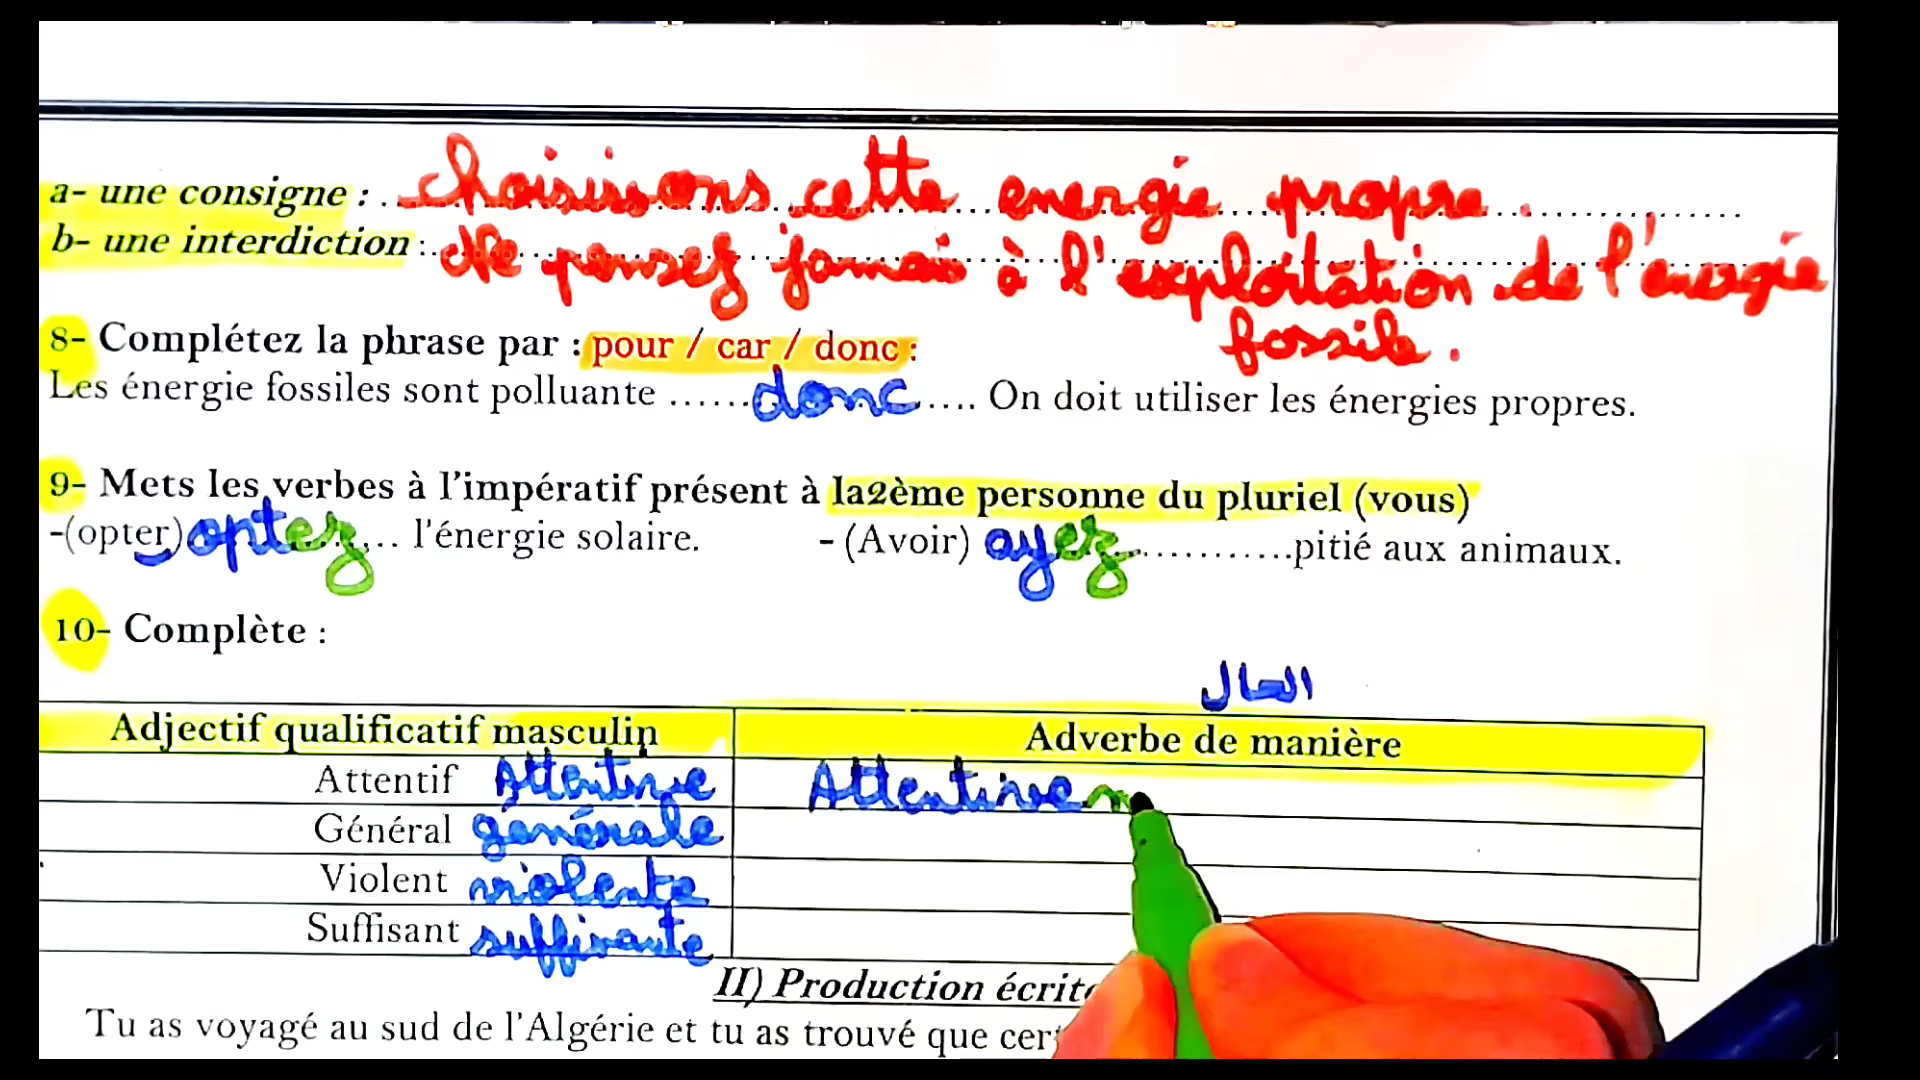 a- une consigne : choisissons cette energie propre.
b- une interdiction : Ne pensez jamais à l'exploitation de l'énergie
fossile.
8- Complétez la phrase par : pour / car / donc :
Les énergie fossiles sont polluante ......donc.... On doit utiliser les énergies propres.
9- Mets les verbes à l'impératif présent à la2ème personne du pluriel (vous)
-(opter) optez... l'énergie solaire. - (Avoir) ayez...........pitié aux animaux.
10- Complète :
الحال
Adjectif qualificatif masculin Adverbe de manière
Attentif Attentive Attentivem
Général générale
Violent violente
Suffisant suffisante
II) Production écrite
Tu as voyagé au sud de l'Algérie et tu as trouvé que cer